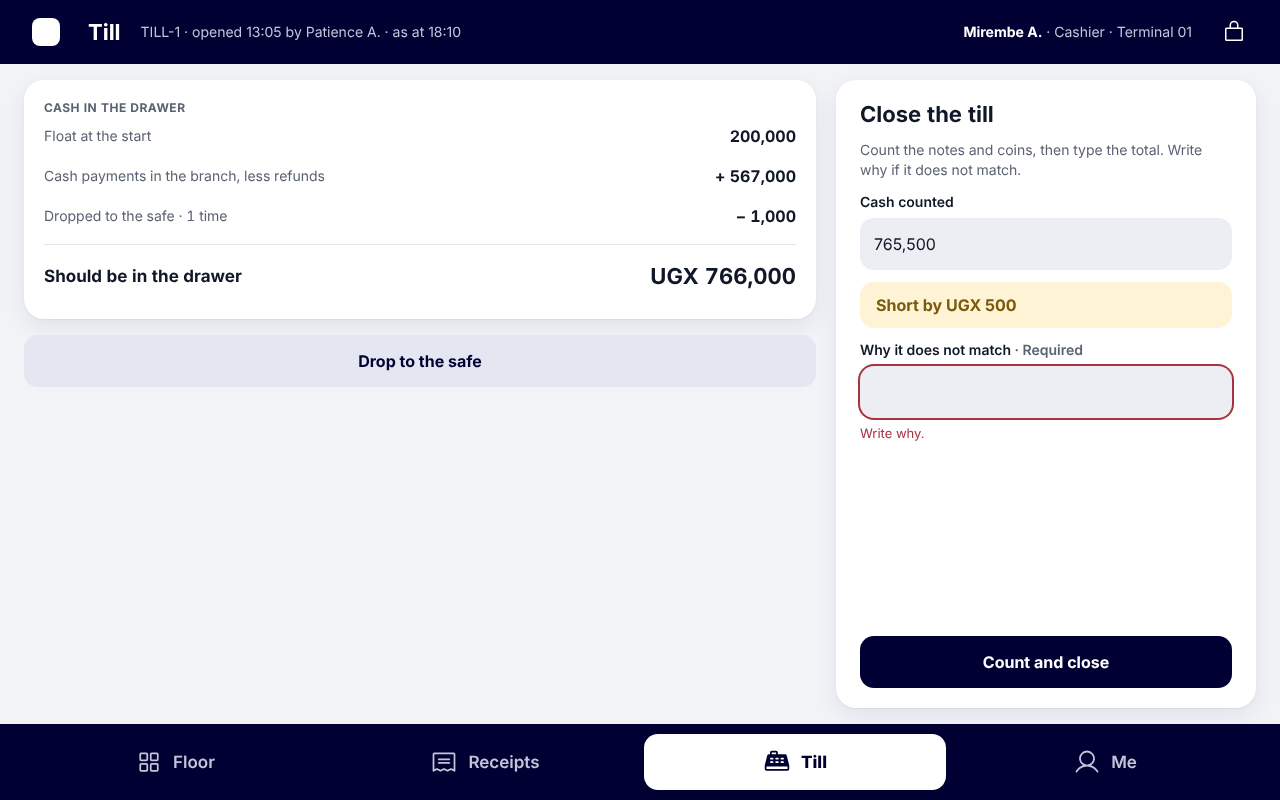 Till
TILL-1 · opened 13:05 by Patience A. · as at 18:10
Mirembe A. · Cashier · Terminal 01
CASH IN THE DRAWER
Float at the start
200,000
Cash payments in the branch, less refunds
+ 567,000
Dropped to the safe · 1 time
– 1,000
Should be in the drawer
UGX 766,000
Drop to the safe
Close the till
Count the notes and coins, then type the total. Write
why if it does not match.
Cash counted
765,500
Short by UGX 500
Why it does not match · Required
Write why.
Count and close
Floor
Receipts
Till
Me